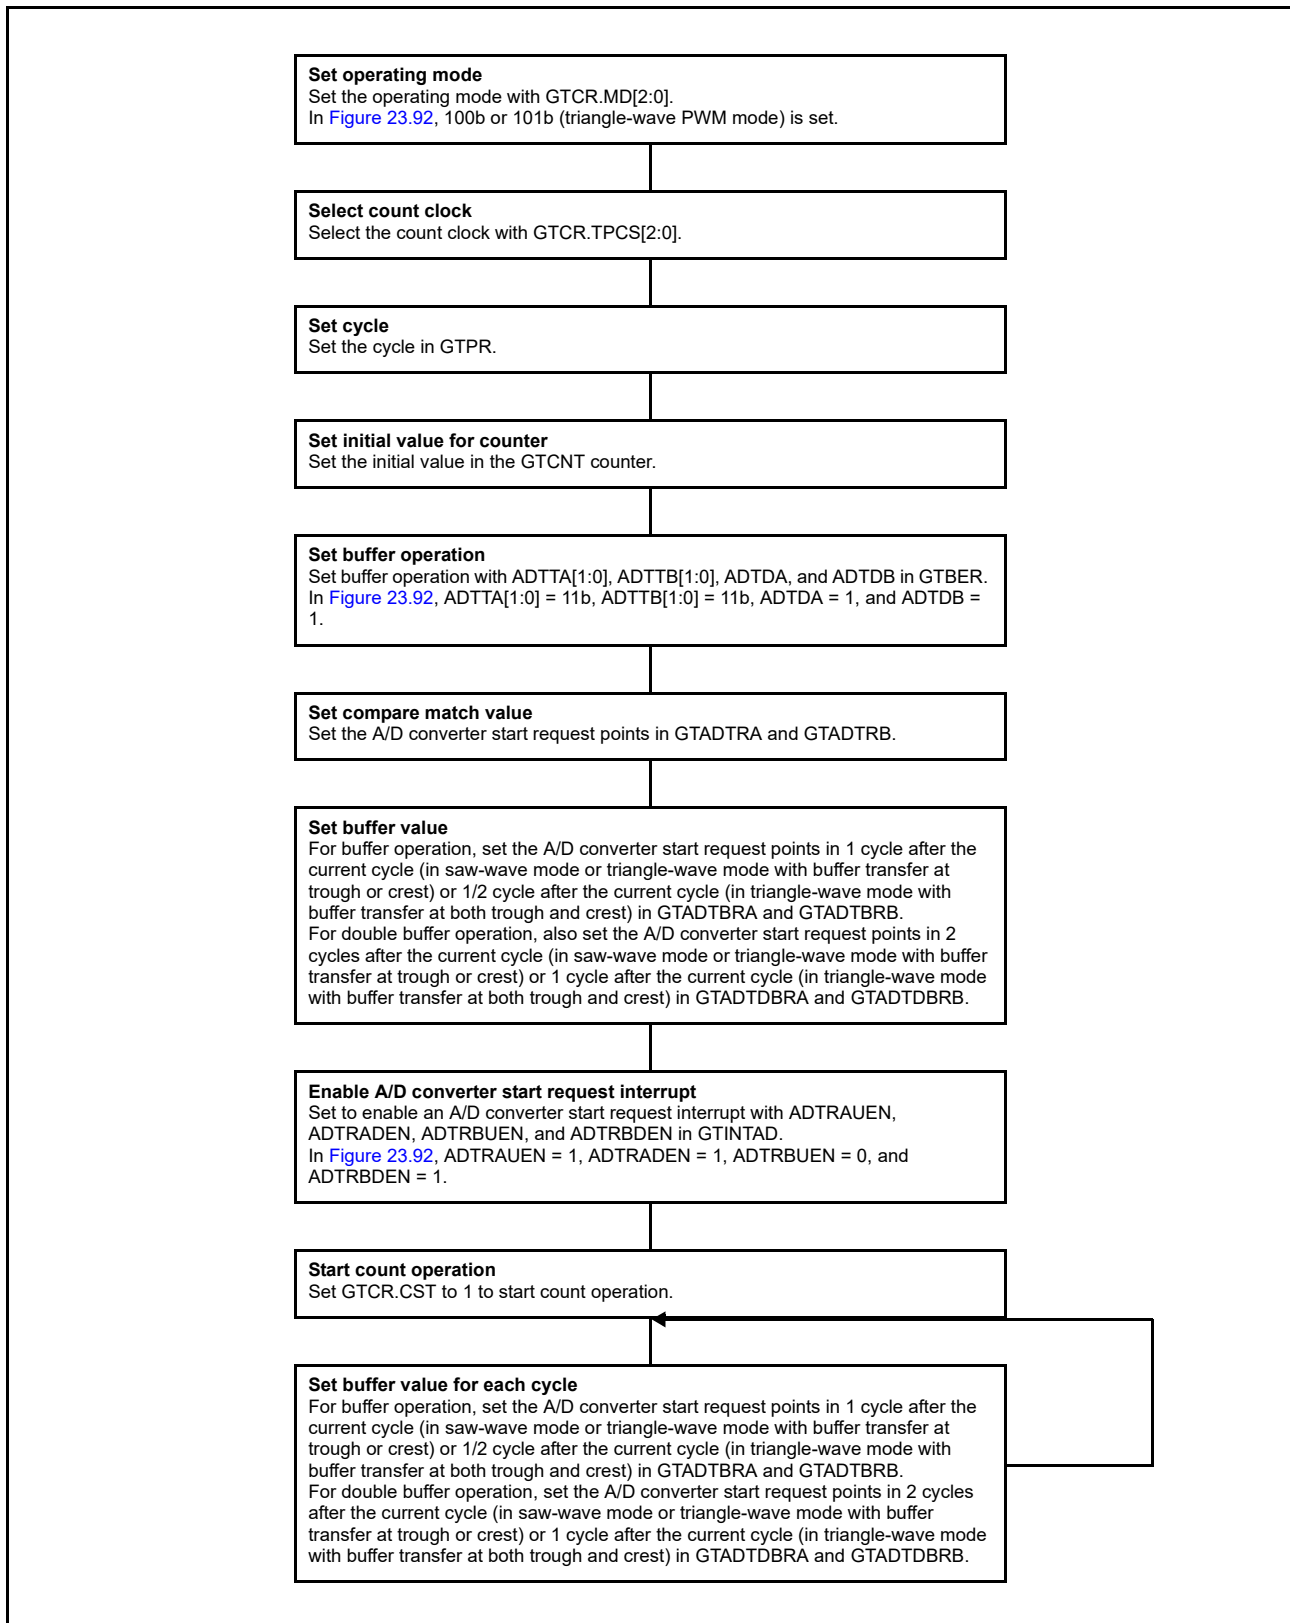 Set operating mode
Set the operating mode with GTCR.MD[2:0].
In Figure 23.92, 100b or 101b (triangle-wave PWM mode) is set.
Select count clock
Select the count clock with GTCR.TPCS[2:0].
Set cycle
Set the cycle in GTPR.
Set initial value for counter
Set the initial value in the GTCNT counter.
Set buffer operation
Set buffer operation with ADTTA[1:0], ADTTB[1:0], ADTDA, and ADTDB in GTBER.
In Figure 23.92, ADTTA[1:0] = 11b, ADTTB[1:0] = 11b, ADTDA = 1, and ADTDB =
1.
Set compare match value
Set the A/D converter start request points in GTADTRA and GTADTRB.
Set buffer value
For buffer operation, set the A/D converter start request points in 1 cycle after the
current cycle (in saw-wave mode or triangle-wave mode with buffer transfer at
trough or crest) or 1/2 cycle after the current cycle (in triangle-wave mode with
buffer transfer at both trough and crest) in GTADTBRA and GTADTBRB.
For double buffer operation, also set the A/D converter start request points in 2
cycles after the current cycle (in saw-wave mode or triangle-wave mode with buffer
transfer at trough or crest) or 1 cycle after the current cycle (in triangle-wave mode
with buffer transfer at both trough and crest) in GTADTDBRA and GTADTDBRB.
Enable A/D converter start request interrupt
Set to enable an A/D converter start request interrupt with ADTRAUEN,
ADTRADEN, ADTRBUEN, and ADTRBDEN in GTINTAD.
In Figure 23.92, ADTRAUEN = 1, ADTRADEN = 1, ADTRBUEN = 0, and
ADTRBDEN = 1.
Start count operation
Set GTCR.CST to 1 to start count operation.
Set buffer value for each cycle
For buffer operation, set the A/D converter start request points in 1 cycle after the
current cycle (in saw-wave mode or triangle-wave mode with buffer transfer at
trough or crest) or 1/2 cycle after the current cycle (in triangle-wave mode with
buffer transfer at both trough and crest) in GTADTBRA and GTADTBRB.
For double buffer operation, set the A/D converter start request points in 2 cycles
after the current cycle (in saw-wave mode or triangle-wave mode with buffer
transfer at trough or crest) or 1 cycle after the current cycle (in triangle-wave mode
with buffer transfer at both trough and crest) in GTADTDBRA and GTADTDBRB.